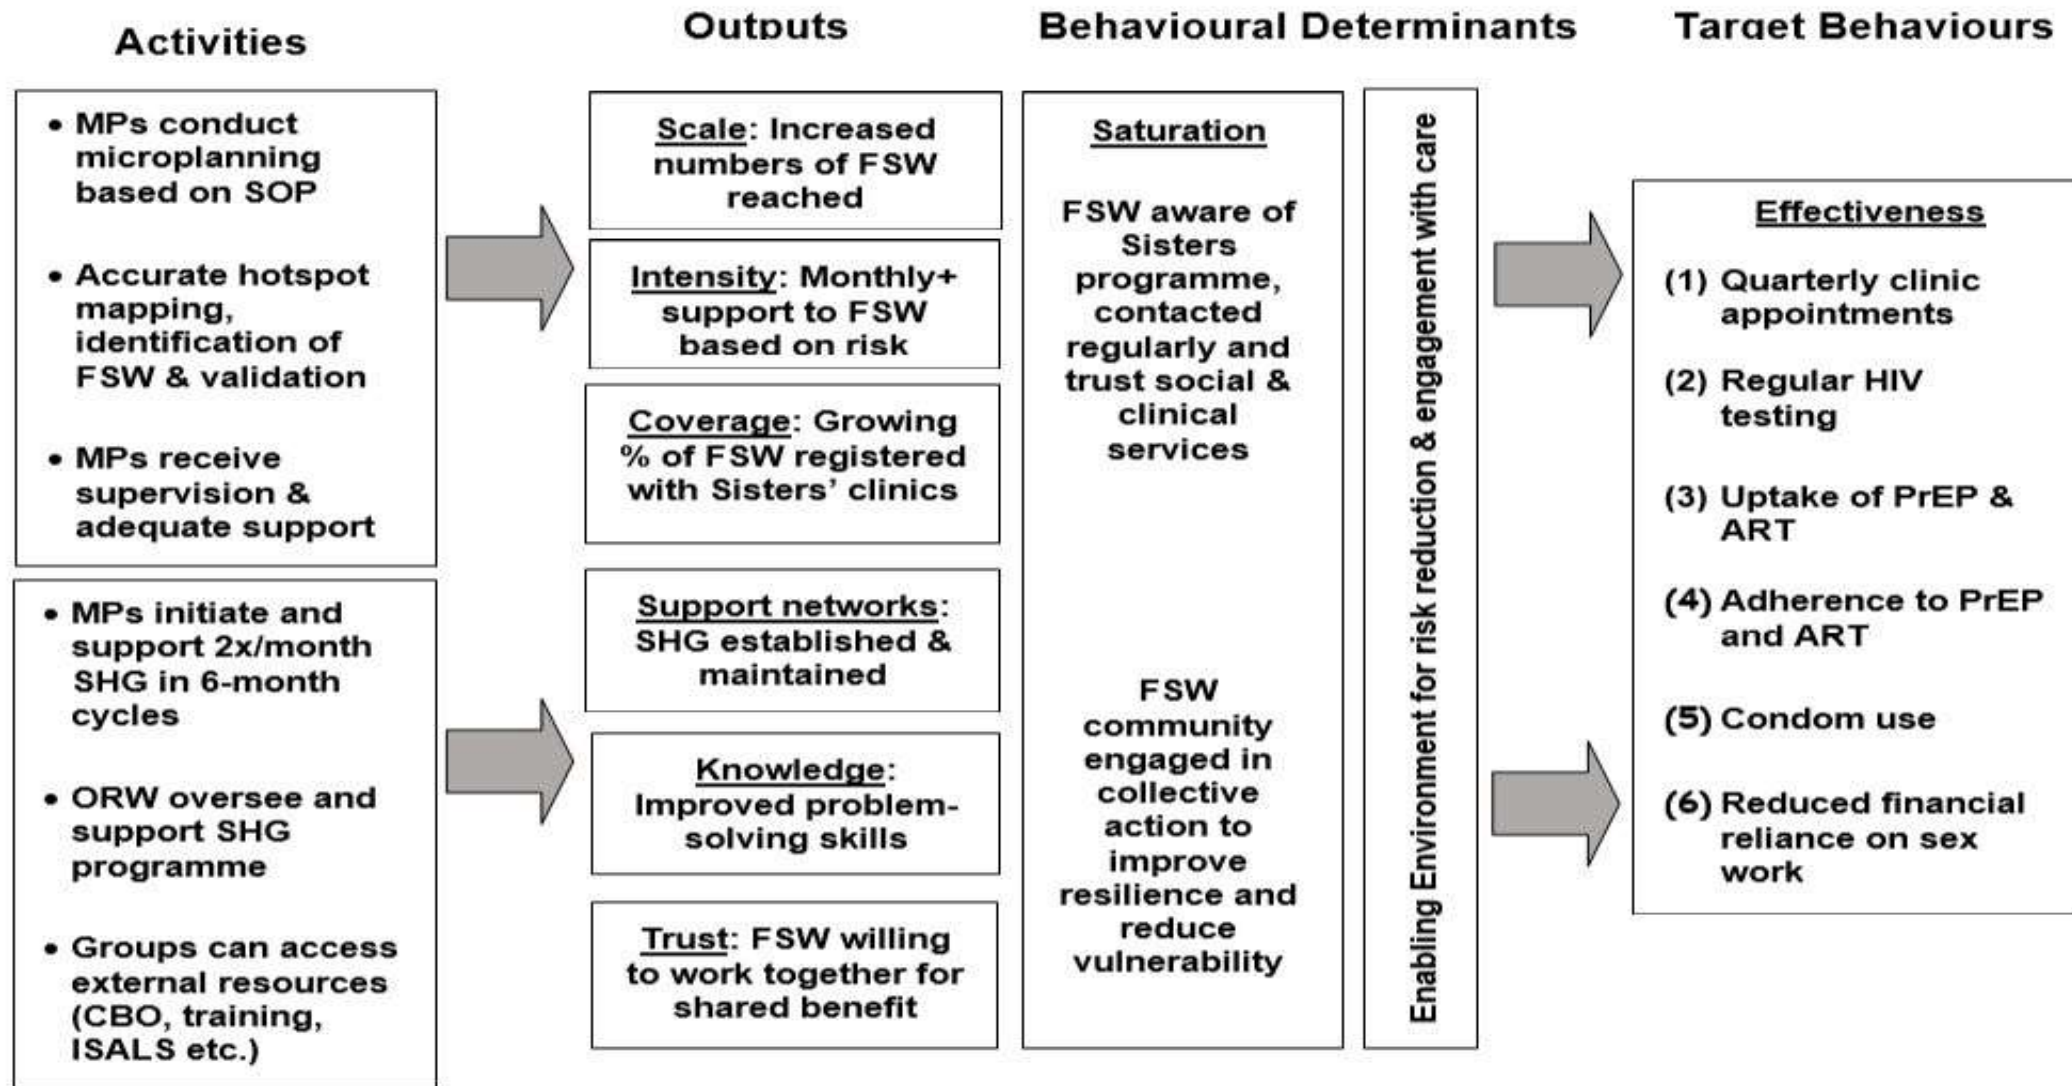 Activities
Outputs
Behavioural Determinants
Target Behaviours
• MPs conduct
microplanning
based on SOP
• Accurate hotspot
mapping,
identification of
FSW & validation
• MPs receive
supervision &
adequate support
• MPs initiate and
support 2x/month
SHG in 6-month
cycles
• ORW oversee and
support SHG
programme
• Groups can access
external resources
(CBO, training,
ISALS etc.)
Scale: Increased
numbers of FSW
reached
Intensity: Monthly+
support to FSW
based on risk
Coverage: Growing
% of FSW registered
with Sisters’ clinics
Support networks:
SHG established &
maintained
Knowledge:
Improved problem-
solving skills
Trust: FSW willing
to work together for
shared benefit
Saturation
FSW aware of
Sisters
programme,
contacted
regularly and
trust social &
clinical
services
FSW
community
engaged in
collective
action to
improve
resilience and
reduce
vulnerability
Enabling Environment for risk reduction & engagement with care
Effectiveness
(1) Quarterly clinic
appointments
(2) Regular HIV
testing
(3) Uptake of PrEP &
ART
(4) Adherence to PrEP
and ART
(5) Condom use
(6) Reduced financial
reliance on sex
work